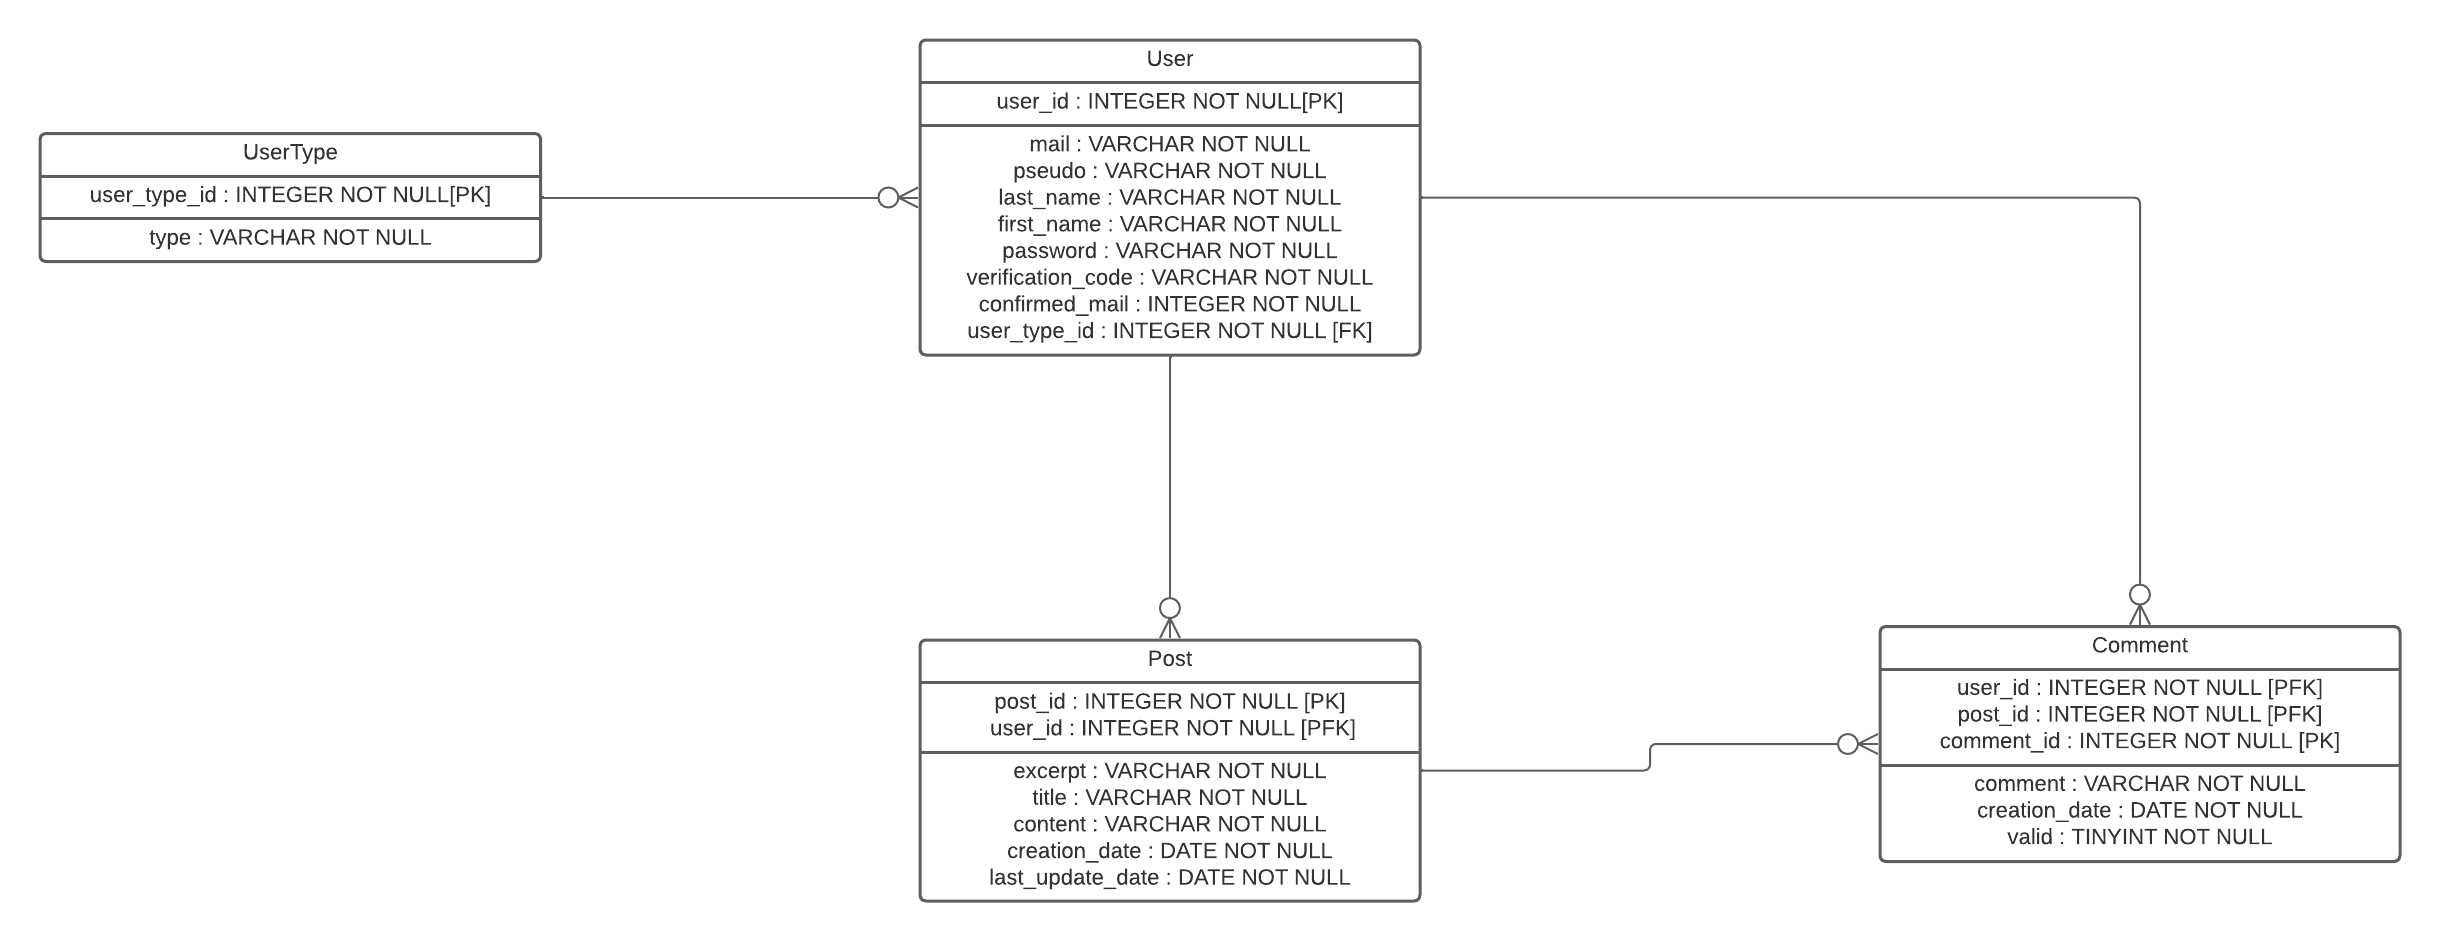 User
user_id : INTEGER NOT NULL[PK]
mail : VARCHAR NOT NULL
pseudo : VARCHAR NOT NULL
last_name : VARCHAR NOT NULL
first_name : VARCHAR NOT NULL
password : VARCHAR NOT NULL
verification_code : VARCHAR NOT NULL
confirmed_mail : INTEGER NOT NULL
user_type_id : INTEGER NOT NULL [FK]
UserType
user_type_id : INTEGER NOT NULL[PK]
type : VARCHAR NOT NULL
Post
post_id : INTEGER NOT NULL [PK]
user_id : INTEGER NOT NULL [PFK]
excerpt : VARCHAR NOT NULL
title : VARCHAR NOT NULL
content : VARCHAR NOT NULL
creation_date : DATE NOT NULL
last_update_date : DATE NOT NULL
Comment
user_id : INTEGER NOT NULL [PFK]
post_id : INTEGER NOT NULL [PFK]
comment_id : INTEGER NOT NULL [PK]
comment : VARCHAR NOT NULL
creation_date : DATE NOT NULL
valid : TINYINT NOT NULL